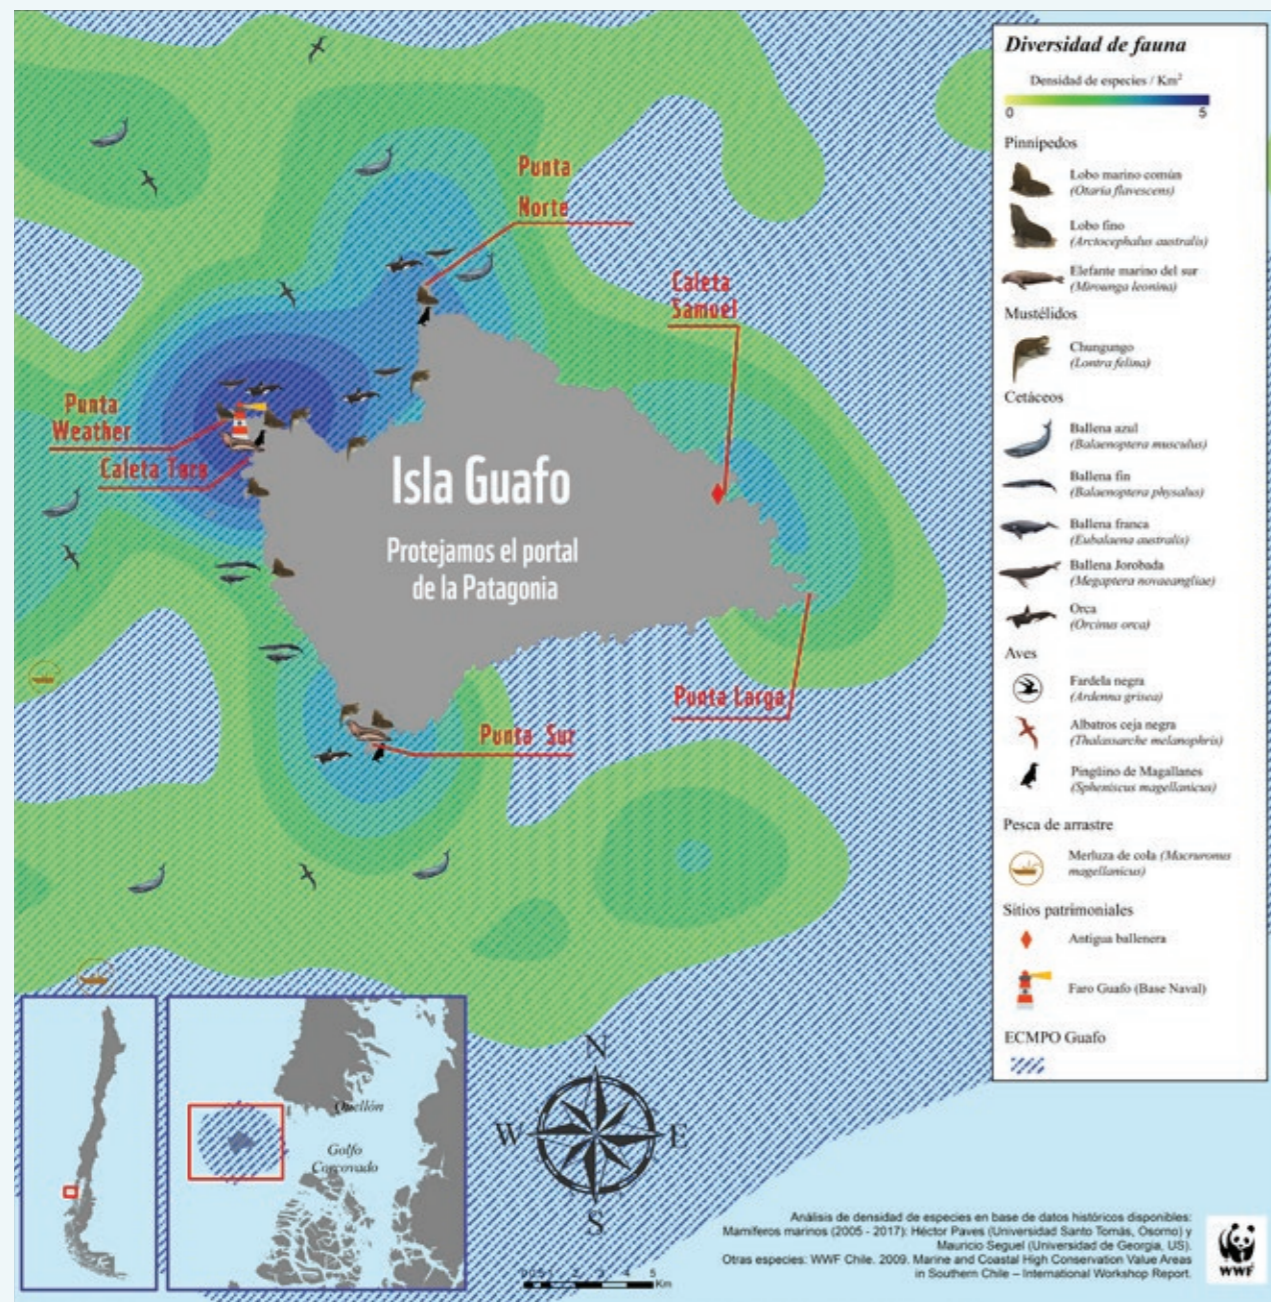 Diversidad de fauna
Densidad de especies / Km²
0 5
Pinnípedos
Lobo marino común
(Otaria flavescens)
Lobo fino
(Arctocephalus australis)
Elefante marino del sur
(Mirounga leonina)
Mustélidos
Chungungo
(Lontra felina)
Cetáceos
Ballena azul
(Balaenoptera musculus)
Ballena fin
(Balaenoptera physalus)
Ballena franca
(Eubalaena australis)
Ballena Jorobada
(Megaptera novaeangliae)
Orca
(Orcinus orca)
Aves
Fardela negra
(Ardenna grisea)
Albatros ceja negra
(Thalassarche melanophris)
Pingüino de Magallanes
(Spheniscus magellanicus)
Pesca de arrastre
Merluza de cola (Macruronus
magellanicus)
Sitios patrimoniales
Antigua ballenera
Faro Guafo (Base Naval)
ECMPO Guafo
Punta
Norte
Caleta
Samuel
Punta
Weather
Caleta Toro
Isla Guafo
Protejamos el portal
de la Patagonia
Punta Larga
Punta Sur
Quellón
Golfo
Corcovado
N
W E
S
2 3 4 5
Km
Análisis de densidad de especies en base de datos históricos disponibles:
Mamíferos marinos (2005 - 2017): Héctor Paves (Universidad Santo Tomás, Osorno) y
Mauricio Seguel (Universidad de Georgia, US).
Otras especies: WWF Chile. 2009. Marine and Coastal High Conservation Value Areas
in Southern Chile – International Workshop Report.
WWF